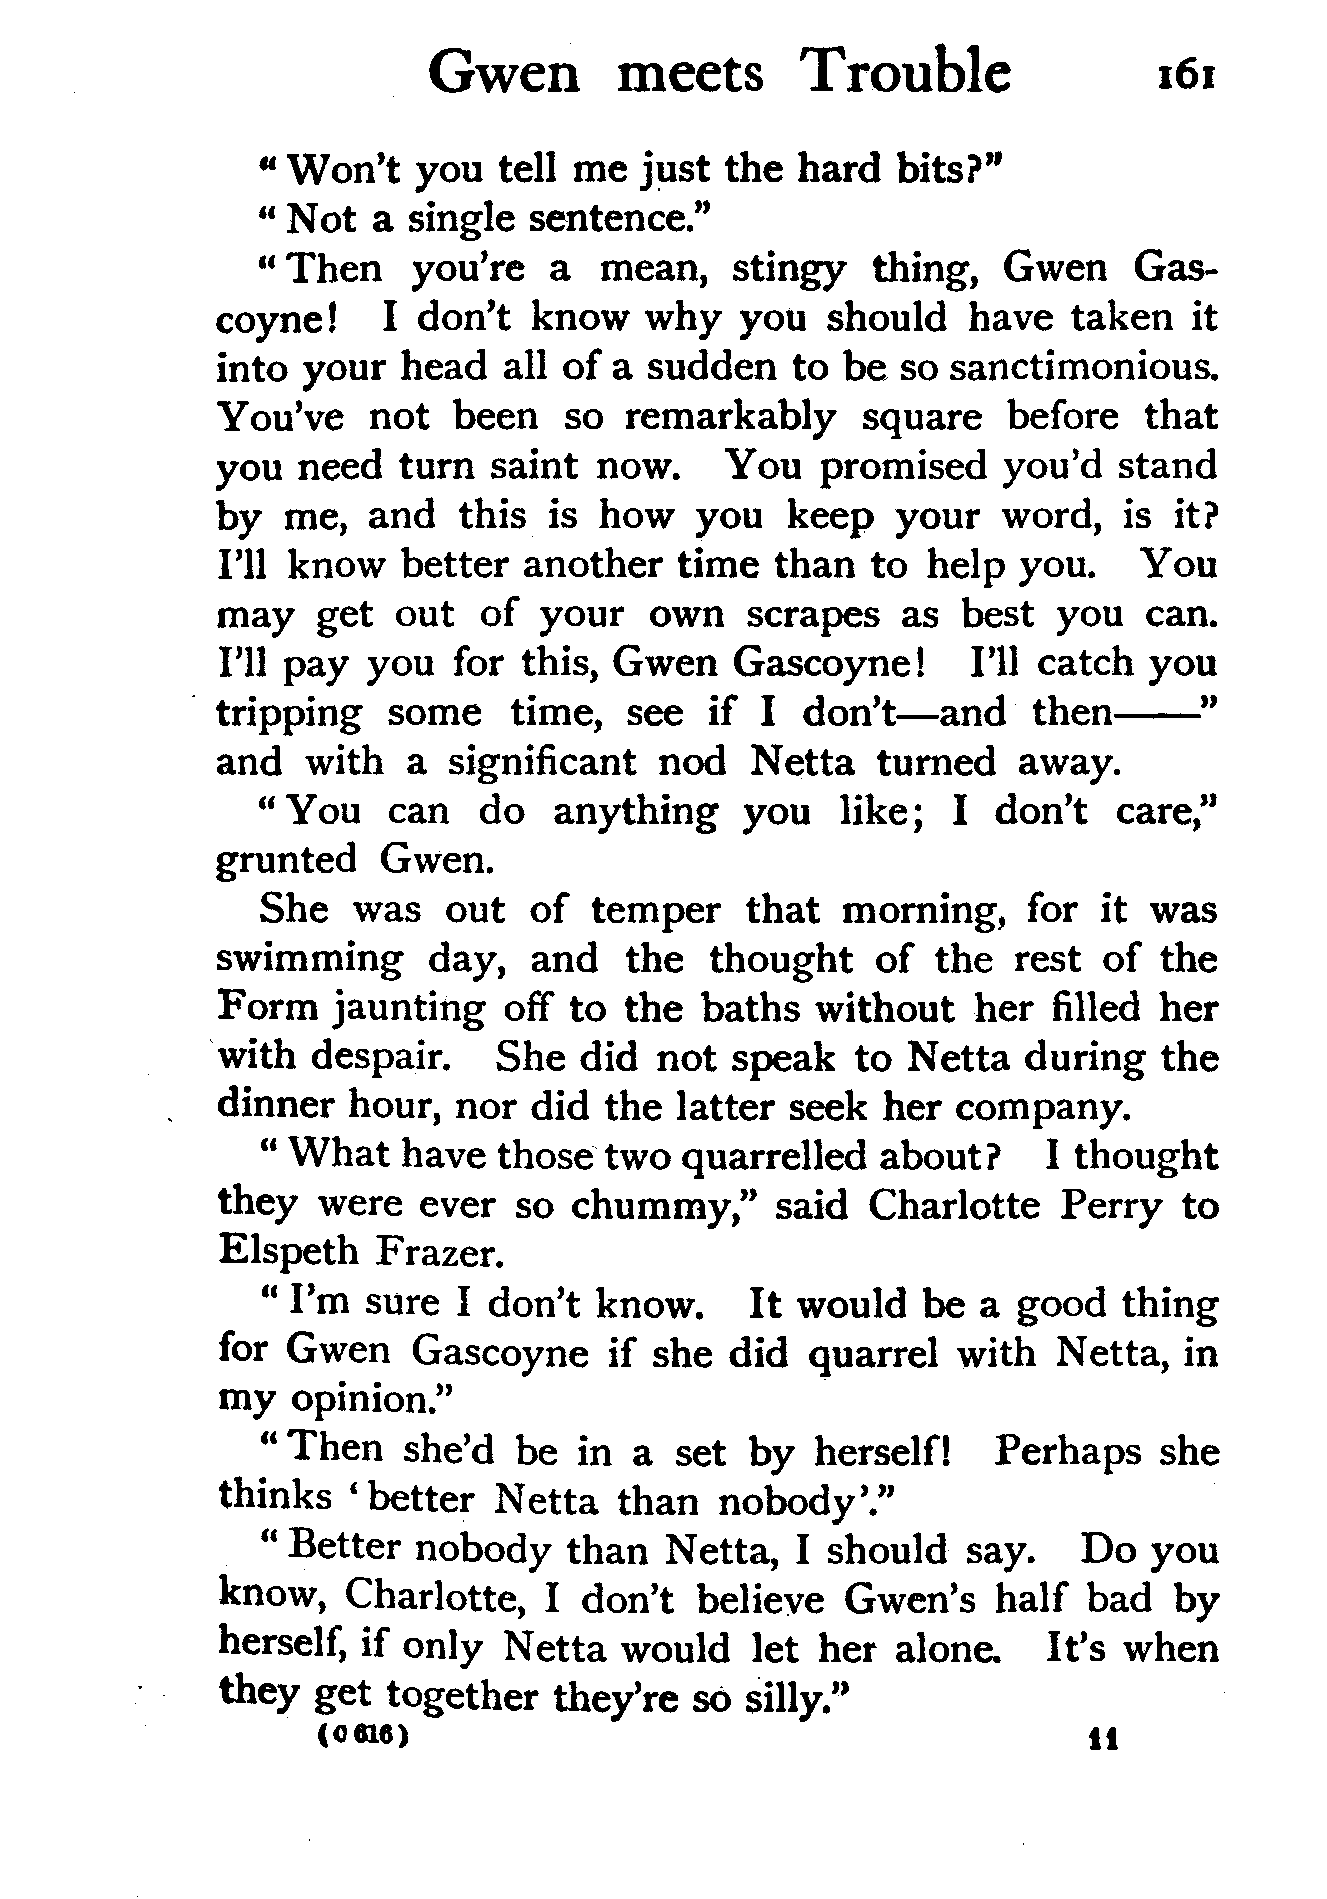 Gwen meets Trouble 161
“Won't you tell me just the hard bits?”
“Not a single sentence.”
“Then you're a mean, stingy thing, Gwen Gas-
coyne! I don't know why you should have taken it
into your head all of a sudden to be so sanctimonious.
You've not been so remarkably square before that
you need turn saint now. You promised you'd stand
by me, and this is how you keep your word, is it?
I'll know better another time than to help you. You
may get out of your own scrapes as best you can.
I'll pay you for this, Gwen Gascoyne! I'll catch you
tripping some time, see if I don't—and then——”
and with a significant nod Netta turned away.
“You can do anything you like; I don't care,”
grunted Gwen.
She was out of temper that morning, for it was
swimming day, and the thought of the rest of the
Form jaunting off to the baths without her filled her
with despair. She did not speak to Netta during the
dinner hour, nor did the latter seek her company.
“What have those two quarrelled about? I thought
they were ever so chummy,” said Charlotte Perry to
Elspeth Frazer.
“I'm sure I don't know. It would be a good thing
for Gwen Gascoyne if she did quarrel with Netta, in
my opinion.”
“Then she'd be in a set by herself! Perhaps she
thinks ‘better Netta than nobody’.”
“Better nobody than Netta, I should say. Do you
know, Charlotte, I don't believe Gwen's half bad by
herself, if only Netta would let her alone. It's when
they get together they're so silly.”
(0 616) 11